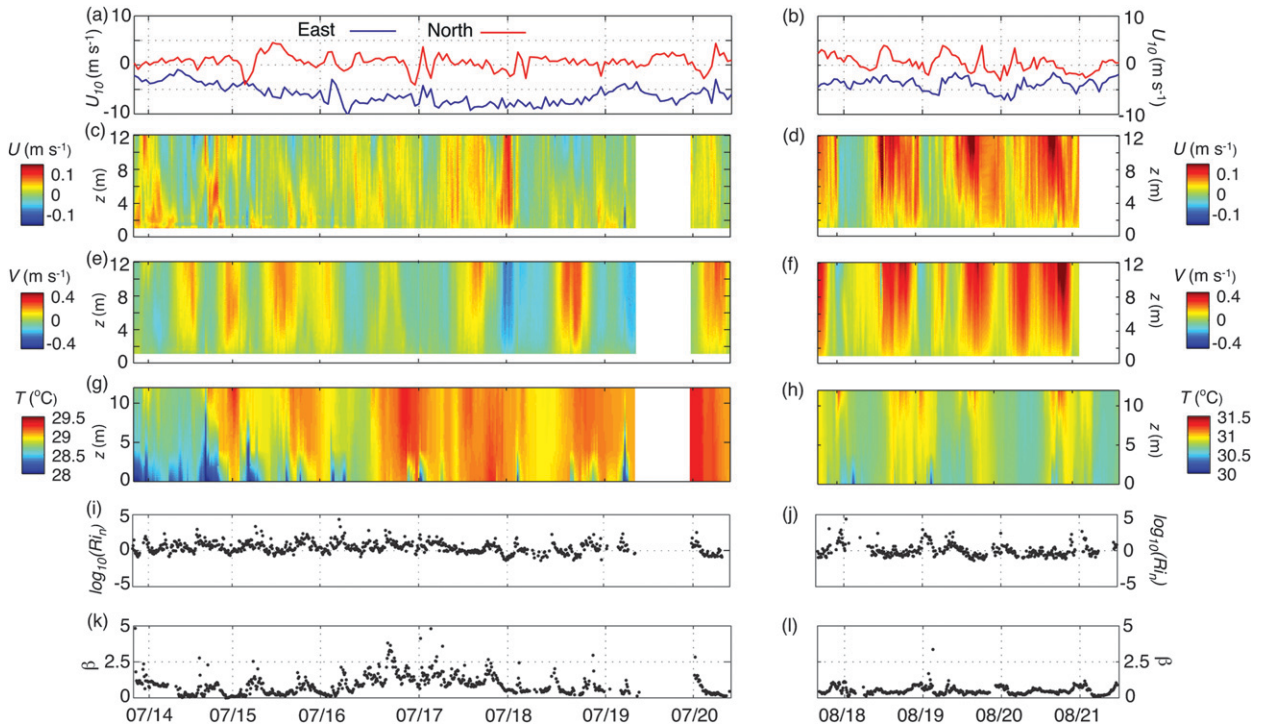 (a)
10
5
0
-5
-10
U10 (m s⁻¹)
East
North
(b)
10
5
0
-5
-10
U10 (m s⁻¹)
U (m s⁻¹)
0.1
0
-0.1
(c)
12
8
4
0
z (m)
(d)
12
8
4
0
z (m)
U (m s⁻¹)
0.1
0
-0.1
V (m s⁻¹)
0.4
0
-0.4
(e)
12
8
4
0
z (m)
(f)
12
8
4
0
z (m)
V (m s⁻¹)
0.4
0
-0.4
T (°C)
29.5
29
28.5
28
(g)
10
5
0
z (m)
(h)
10
5
0
z (m)
T (°C)
31.5
31
30.5
30
(i)
5
0
-5
log10(Rin)
(j)
5
0
-5
log10(Rin)
(k)
5
2.5
0
β
(l)
5
2.5
0
β
07/14 07/15 07/16 07/17 07/18 07/19 07/20
08/18 08/19 08/20 08/21